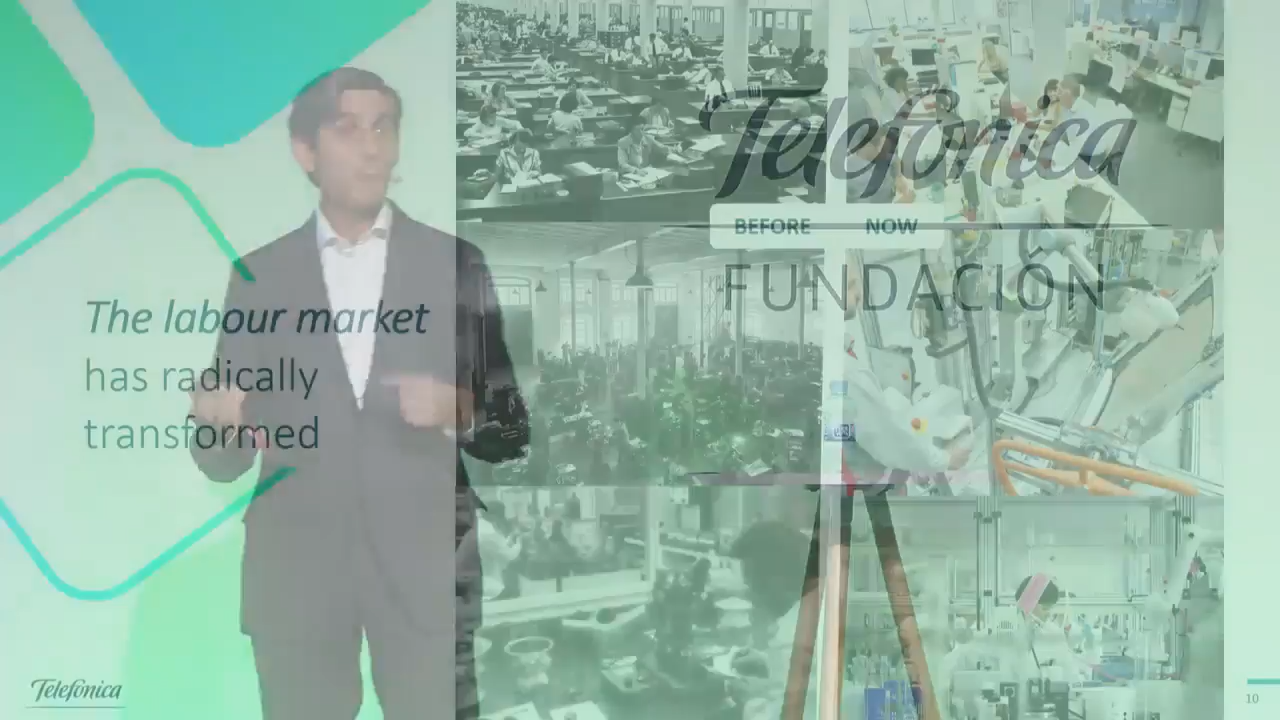 Telefónica
BEFORE NOW
FUNDACIÓN
The labour market
has radically
transformed
Telefónica
10